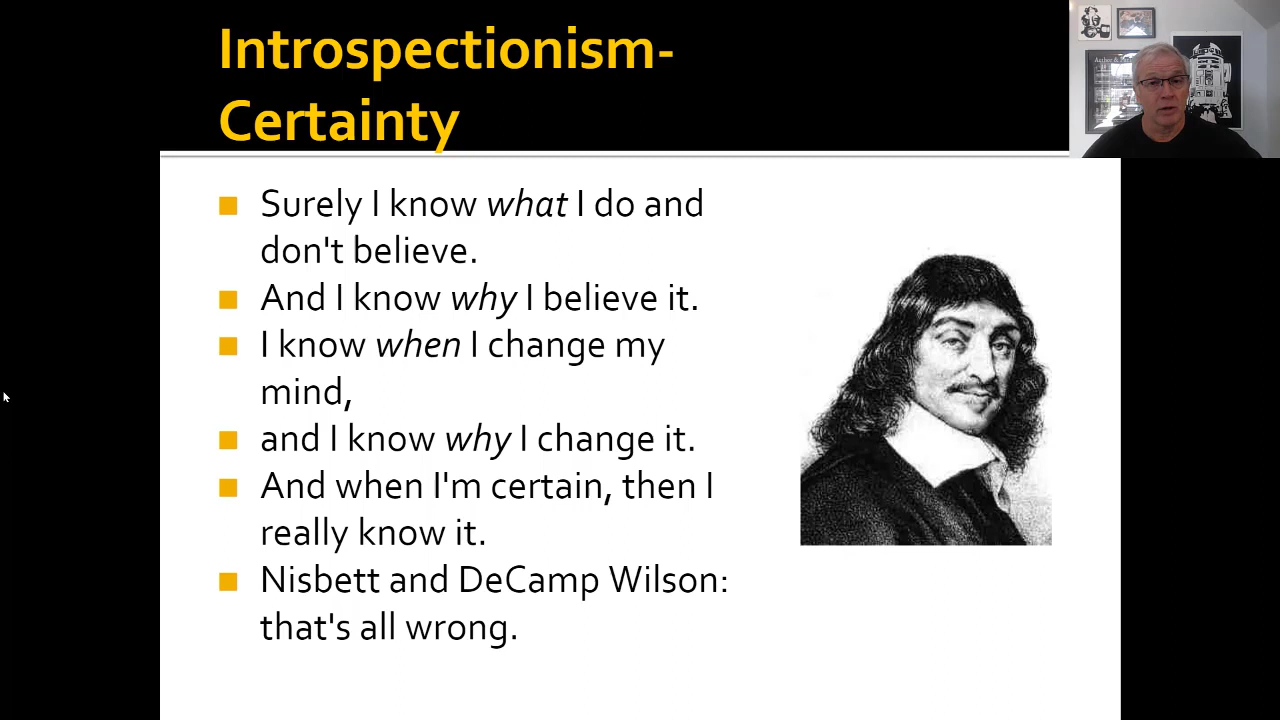 Introspectionism-
Certainty
Surely I know what I do and
don't believe.
And I know why I believe it.
I know when I change my
mind,
and I know why I change it.
And when I'm certain, then I
really know it.
Nisbett and DeCamp Wilson:
that's all wrong.